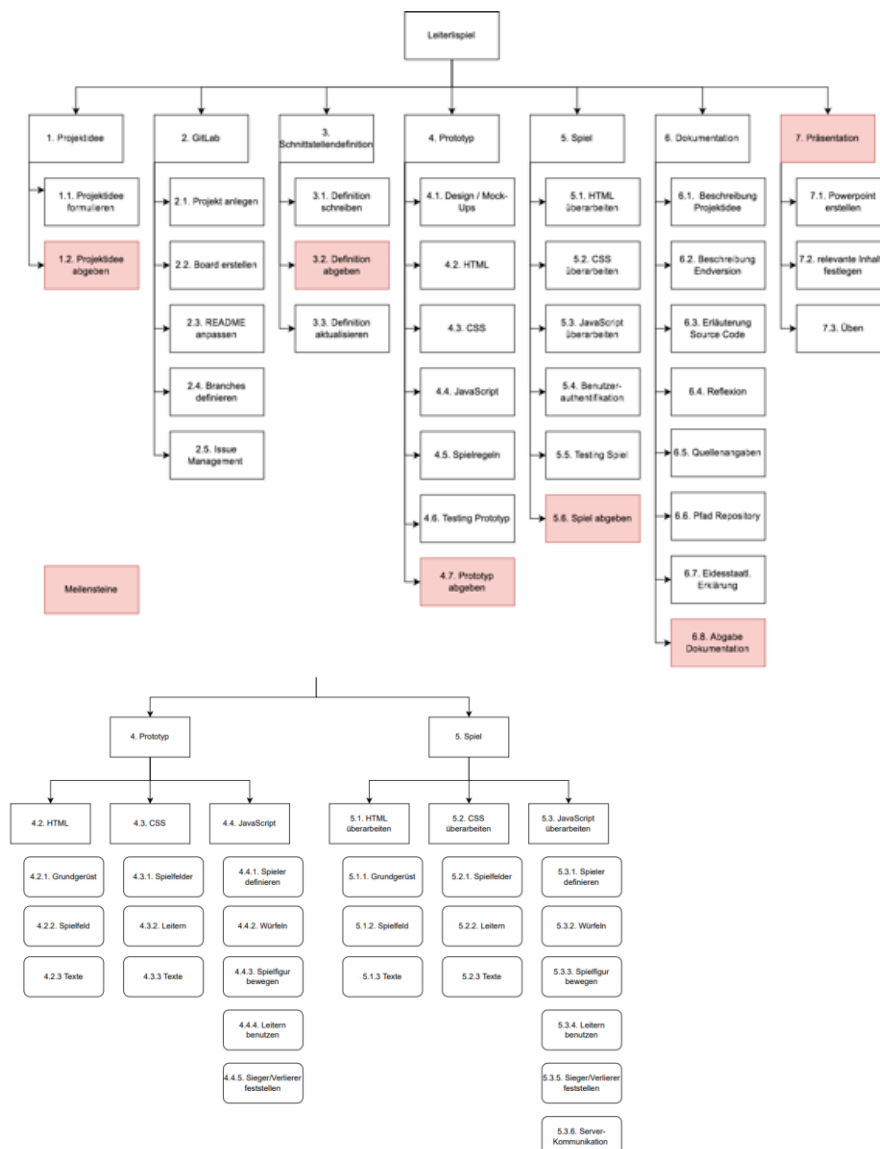 Leiterlispiel
1. Projektidee
2. GitLab
3.
Schnittstellendefinition
4. Prototyp
5. Spiel
6. Dokumentation
7. Präsentation
1.1. Projektidee
formulieren
1.2. Projektidee
abgeben
2.1. Projekt anlegen
2.2. Board erstellen
2.3. README
anpassen
2.4. Branches
definieren
2.5. Issue
Management
3.1. Definition
schreiben
3.2. Definition
abgeben
3.3. Definition
aktualisieren
4.1. Design / Mock-
Ups
4.2. HTML
4.3. CSS
4.4. JavaScript
4.5. Spielregeln
4.6. Testing Prototyp
4.7. Prototyp
abgeben
5.1. HTML
überarbeiten
5.2. CSS
überarbeiten
5.3. JavaScript
überarbeiten
5.4. Benutzer-
authentifikation
5.5. Testing Spiel
5.6. Spiel abgeben
6.1. Beschreibung
Projektidee
6.2. Beschreibung
Endversion
6.3. Erläuterung
Source Code
6.4. Reflexion
6.5. Quellenangaben
6.6. Pfad Repository
6.7. Eidesstaatl.
Erklärung
6.8. Abgabe
Dokumentation
7.1. Powerpoint
erstellen
7.2. relevante Inhalt
festlegen
7.3. Üben
Meilensteine
4. Prototyp
5. Spiel
4.2. HTML
4.3. CSS
4.4. JavaScript
5.1. HTML
überarbeiten
5.2. CSS
überarbeiten
5.3. JavaScript
überarbeiten
4.2.1. Grundgerüst
4.2.2. Spielfeld
4.2.3 Texte
4.3.1. Spielfelder
4.3.2. Leitern
4.3.3 Texte
4.4.1. Spieler
definieren
4.4.2. Würfeln
4.4.3. Spielfigur
bewegen
4.4.4. Leitern
benutzen
4.4.5. Sieger/Verlierer
feststellen
5.1.1. Grundgerüst
5.1.2. Spielfeld
5.1.3 Texte
5.2.1. Spielfelder
5.2.2. Leitern
5.2.3 Texte
5.3.1. Spieler
definieren
5.3.2. Würfeln
5.3.3. Spielfigur
bewegen
5.3.4. Leitern
benutzen
5.3.5. Sieger/Verlierer
feststellen
5.3.6. Server-
Kommunikation